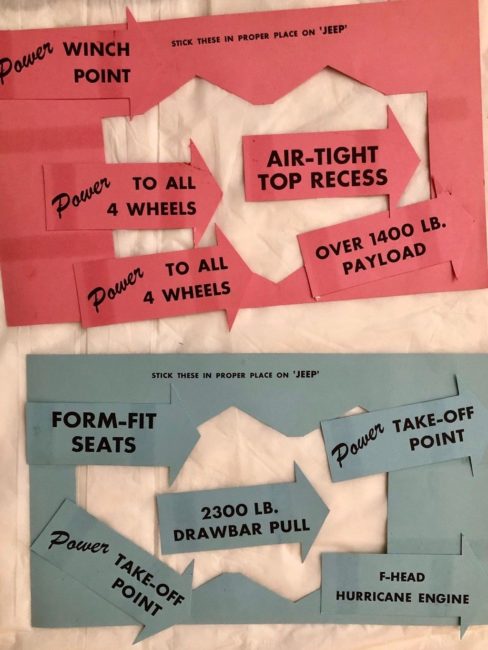 STICK THESE IN PROPER PLACE ON 'JEEP'
Power WINCH
POINT
AIR-TIGHT
TOP RECESS
Power TO ALL
4 WHEELS
OVER 1400 LB.
PAYLOAD
Power TO ALL
4 WHEELS
STICK THESE IN PROPER PLACE ON 'JEEP'
FORM-FIT
SEATS
Power TAKE-OFF
POINT
2300 LB.
DRAWBAR PULL
Power TAKE-OFF
POINT
F-HEAD
HURRICANE ENGINE